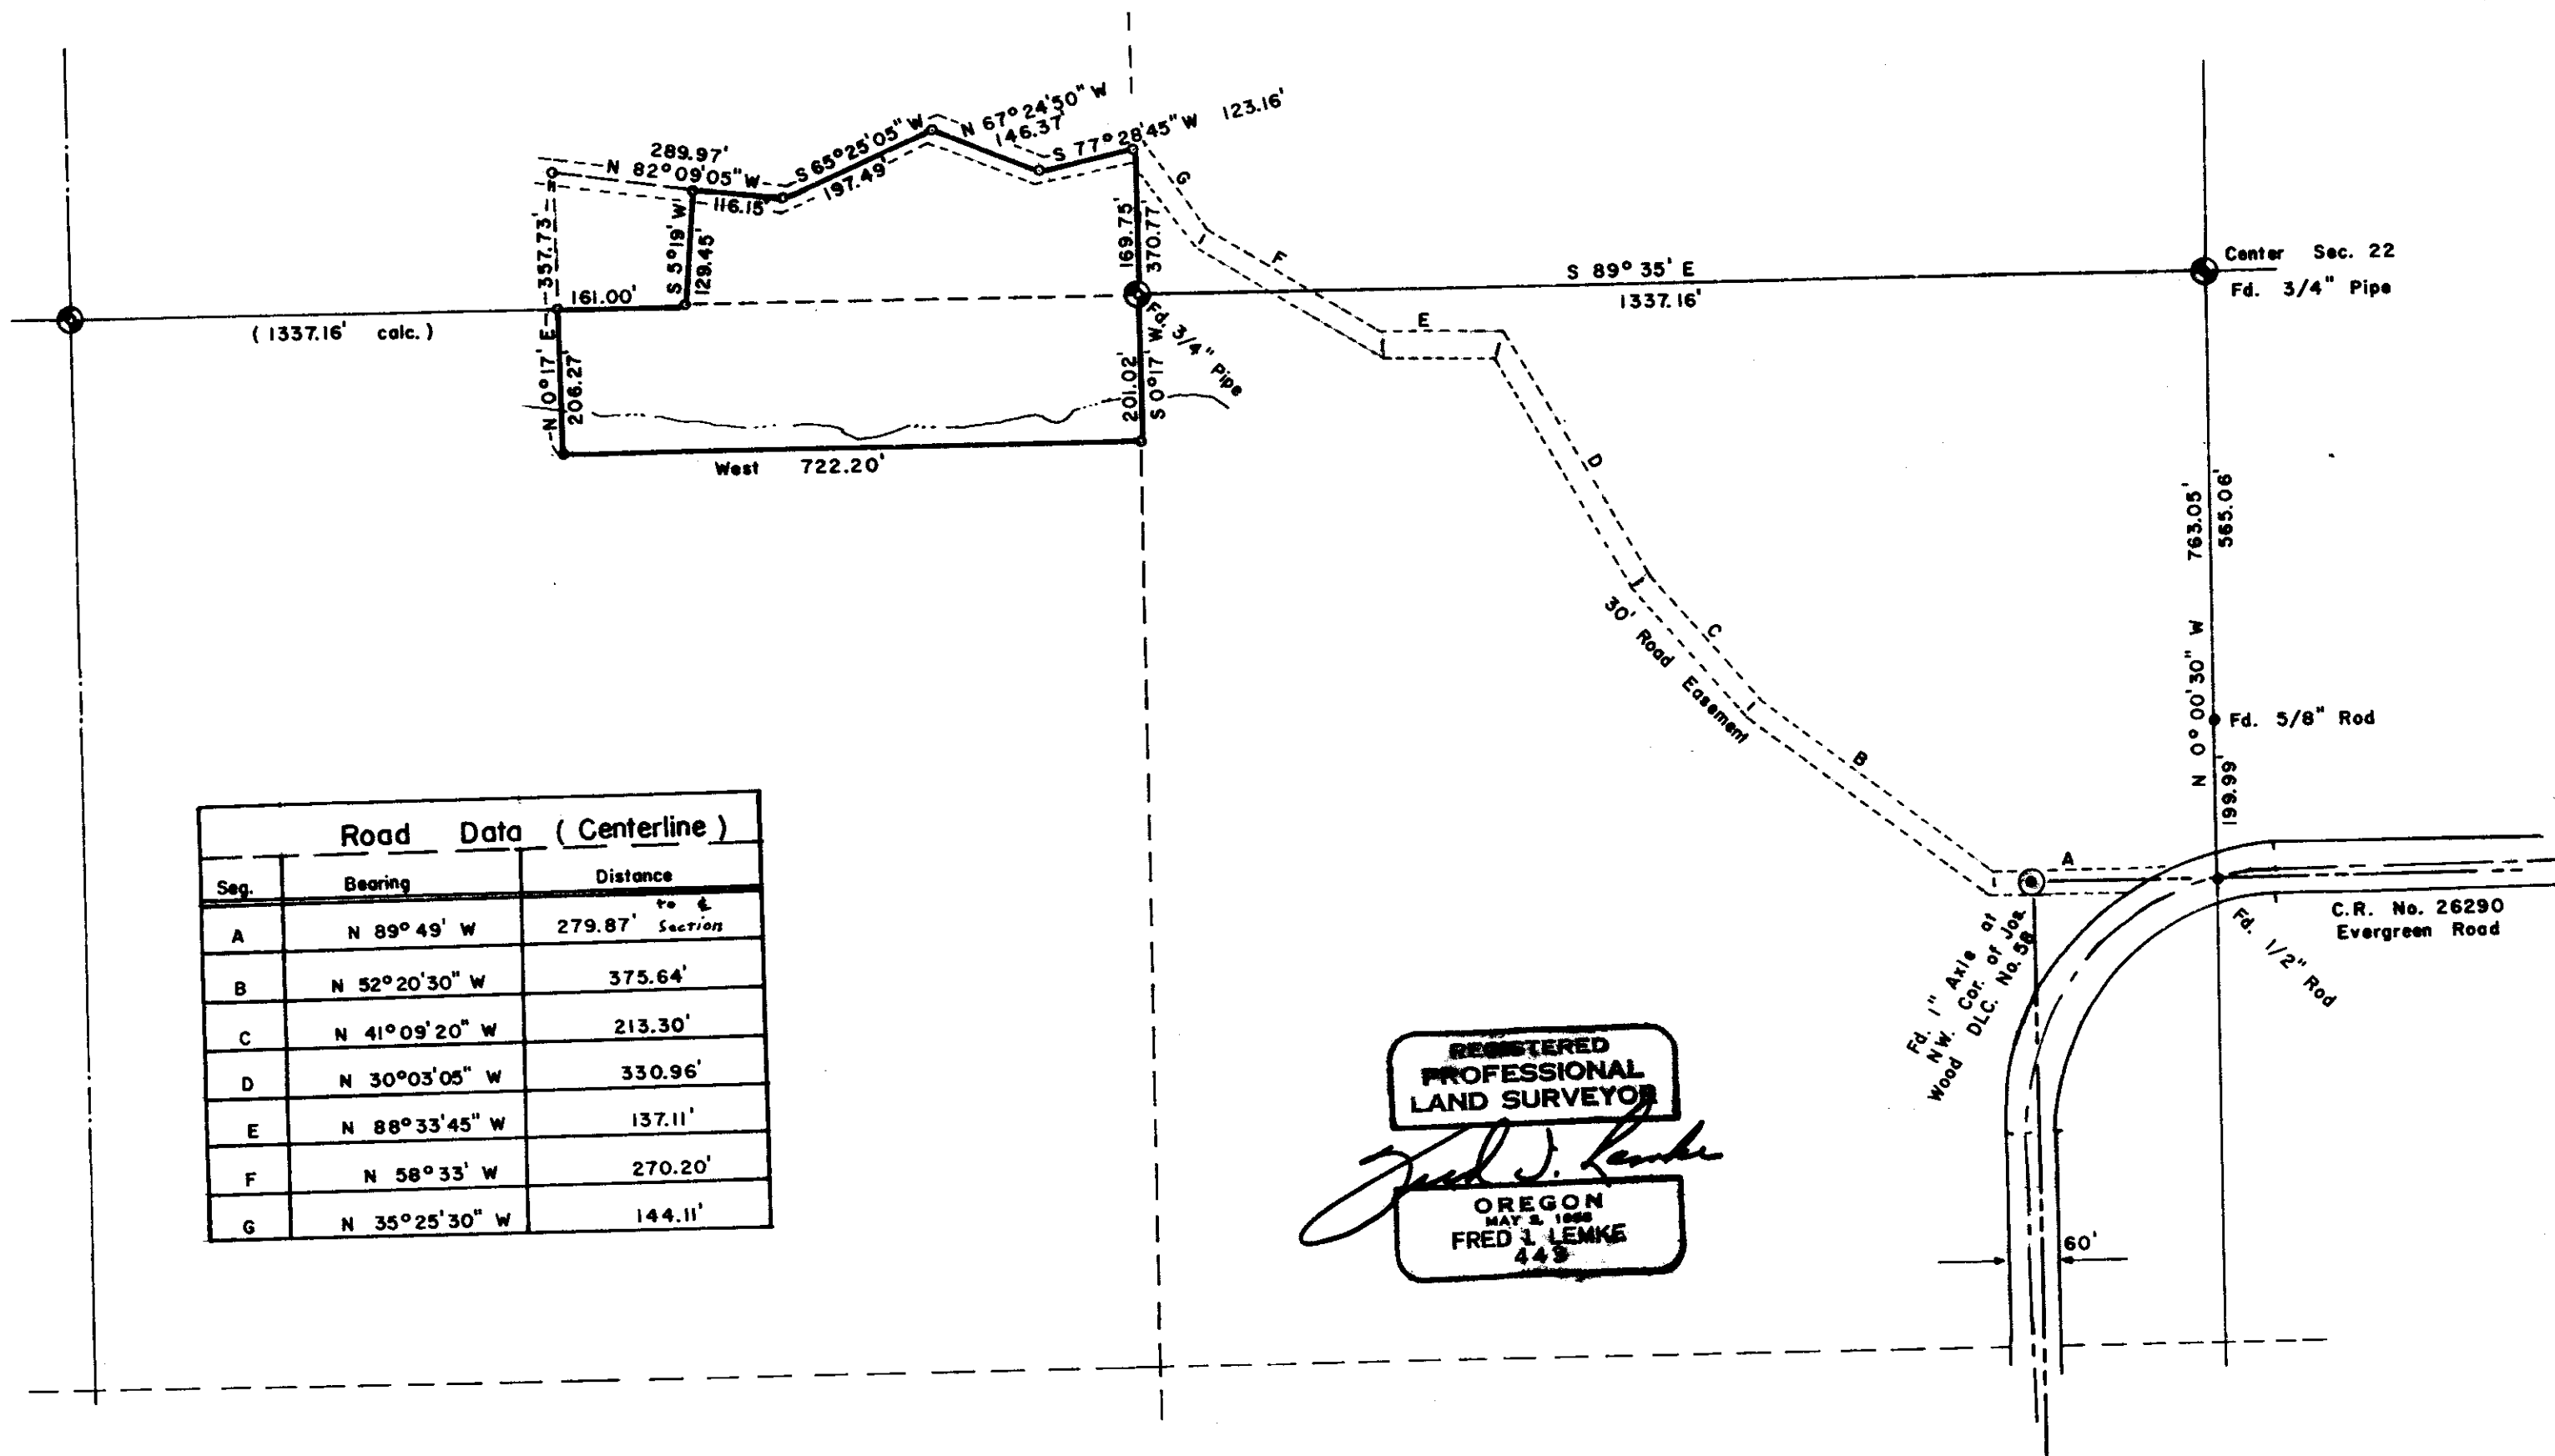 289.97'
N 82°09'05" W
116.15'
S 65°25'05" W
197.49'
N 67°24'50" W
146.37'
S 77°28'45" W 123.16'
357.73'
N 0°17' E
206.27'
161.00'
S 5°19' W
129.45'
169.75'
370.77'
201.02'
S 0°17' W
Fd. 3/4" Pipe
( 1337.16' calc. )
West 722.20'
S 89° 35' E
1337.16'
Center Sec. 22
Fd. 3/4" Pipe
G
F
E
D
C
B
A
30' Road Easement
763.05'
565.06'
N 0° 00' 30" W
199.99'
Fd. 5/8" Rod
Fd. 1/2" Rod
C.R. No. 26290
Evergreen Road
Fd. 1" Axle at
NW. Cor. of Jos.
Wood DLC. No. 58
60'
Road Data ( Centerline )
Seg. Bearing Distance
A N 89° 49' W 279.87' to ℄ Section
B N 52°20'30" W 375.64'
C N 41°09'20" W 213.30'
D N 30°03'05" W 330.96'
E N 88°33'45" W 137.11'
F N 58°33' W 270.20'
G N 35°25'30" W 144.11'
REGISTERED
PROFESSIONAL
LAND SURVEYOR
Fred I. Lemke
OREGON
MAY 2,
FRED I. LEMKE
449